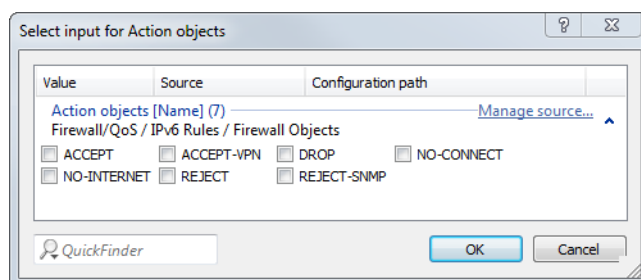 Select input for Action objects
Value Source Configuration path
Action objects [Name] (7) Manage source...
Firewall/QoS / IPv6 Rules / Firewall Objects
ACCEPT ACCEPT-VPN DROP NO-CONNECT
NO-INTERNET REJECT REJECT-SNMP
QuickFinder OK Cancel